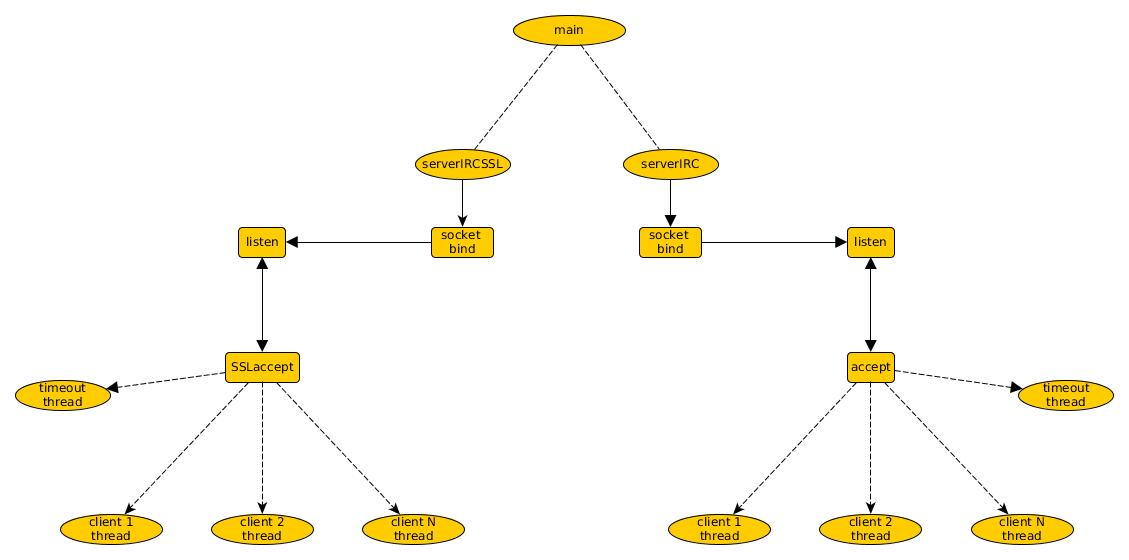 main
serverIRCSSL
serverIRC
listen
socket
bind
socket
bind
listen
SSLaccept
accept
timeout
thread
timeout
thread
client 1
thread
client 2
thread
client N
thread
client 1
thread
client 2
thread
client N
thread